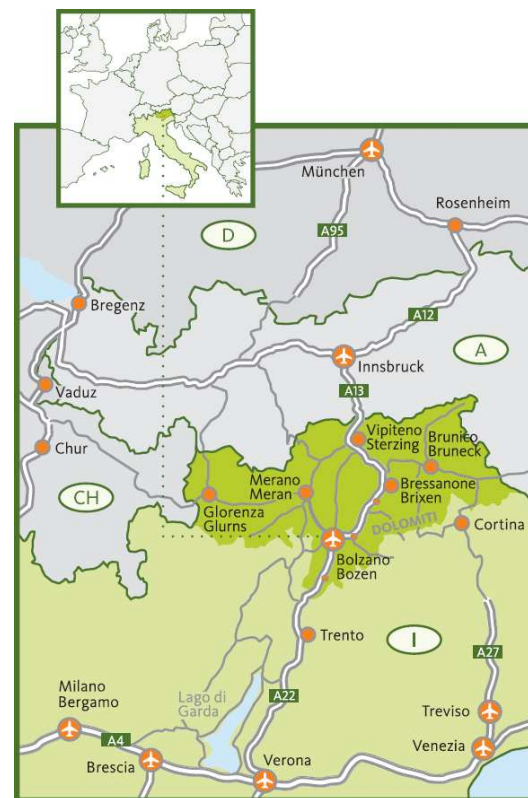 München
Rosenheim
D
A95
Bregenz
A12
Innsbruck
A
Vaduz
A13
Chur
Vipiteno
Sterzing
Brunico
Bruneck
CH
Merano
Meran
Bressanone
Brixen
Glorenza
Glurns
DOLOMITI
Cortina
Bolzano
Bozen
Trento
I
A27
Milano
Bergamo
Lago di
Garda
A22
Treviso
A4
Venezia
Brescia
Verona